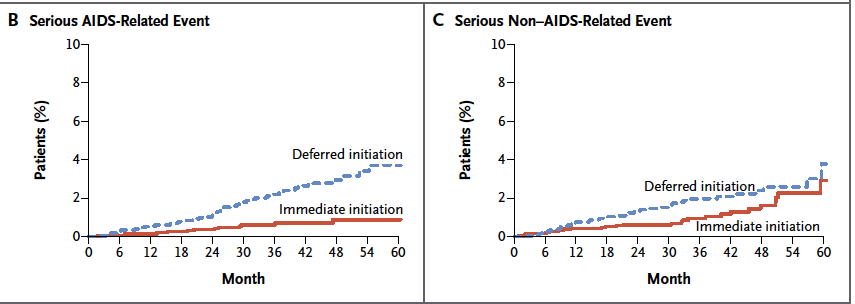 B Serious AIDS-Related Event
Patients (%)
10
8
6
4
2
0
Deferred initiation
Immediate initiation
0 6 12 18 24 30 36 42 48 54 60
Month
C Serious Non–AIDS-Related Event
Patients (%)
10
8
6
4
2
0
Deferred initiation
Immediate initiation
0 6 12 18 24 30 36 42 48 54 60
Month